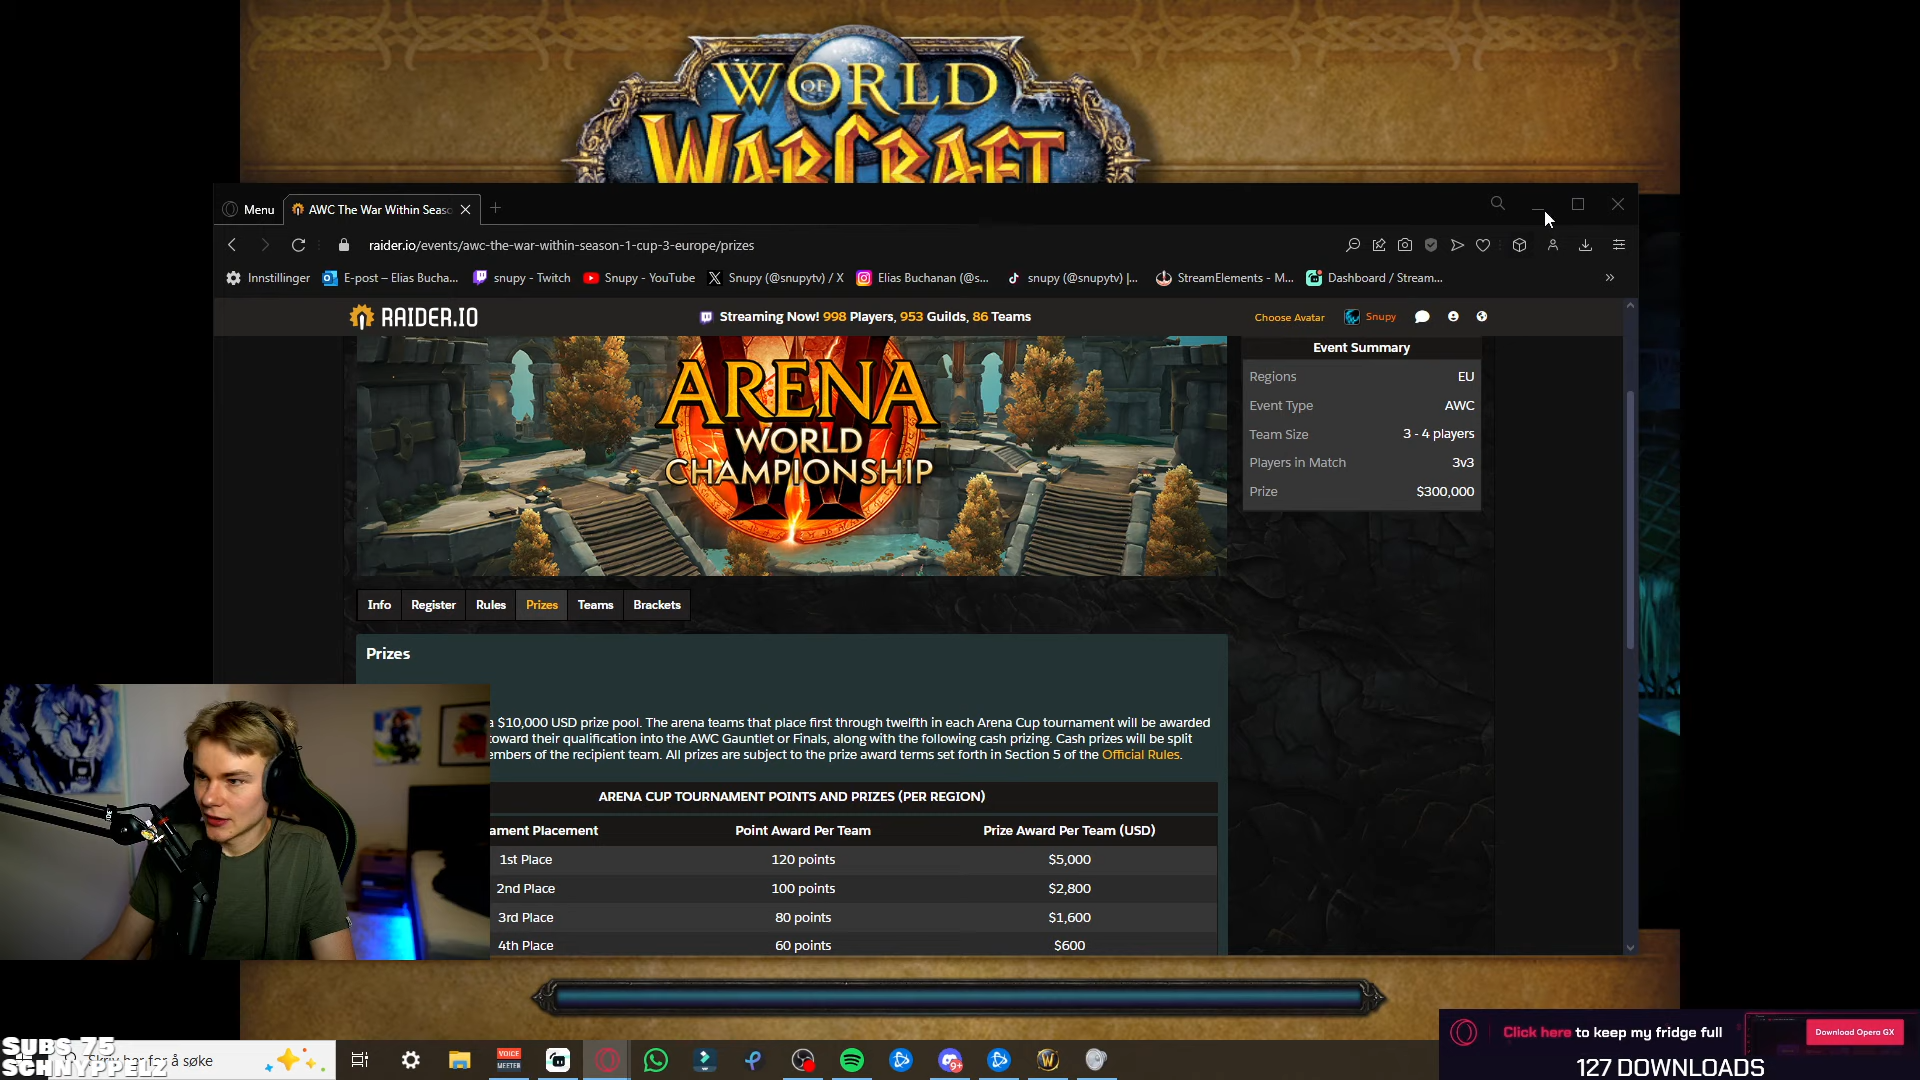 WORLD
OF
WARCRAFT
Menu
AWC The War Within Seaso
raider.io/events/awc-the-war-within-season-1-cup-3-europe/prizes
Innstillinger
E-post – Elias Bucha...
snupy - Twitch
Snupy - YouTube
Snupy (@snupytv) / X
Elias Buchanan (@s...
snupy (@snupytv) |...
StreamElements - M...
Dashboard / Stream...
RAIDER.IO
Streaming Now! 998 Players, 953 Guilds, 86 Teams
Choose Avatar
Snupy
ARENA
WORLD
CHAMPIONSHIP
Event Summary
Regions EU
Event Type AWC
Team Size 3 - 4 players
Players in Match 3v3
Prize $300,000
Info Register Rules Prizes Teams Brackets
Prizes
a $10,000 USD prize pool. The arena teams that place first through twelfth in each Arena Cup tournament will be awarded
toward their qualification into the AWC Gauntlet or Finals, along with the following cash prizing. Cash prizes will be split
embers of the recipient team. All prizes are subject to the prize award terms set forth in Section 5 of the Official Rules.
ARENA CUP TOURNAMENT POINTS AND PRIZES (PER REGION)
ament Placement Point Award Per Team Prize Award Per Team (USD)
1st Place 120 points $5,000
2nd Place 100 points $2,800
3rd Place 80 points $1,600
4th Place 60 points $600
Subs 75
Schnyppelz
Skriv her for å søke
VOICE
MEETER
9+
Click here to keep my fridge full
Download Opera GX
127 DOWNLOADS